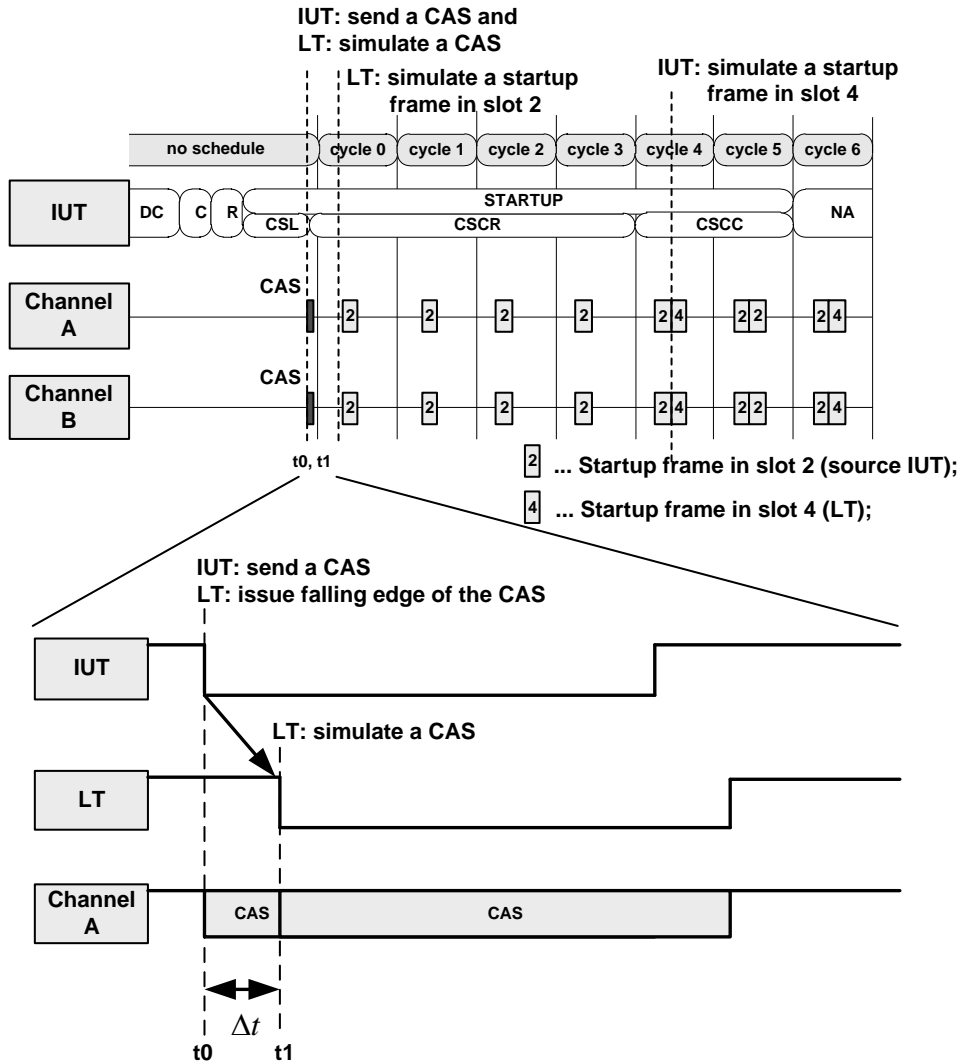 IUT: send a CAS and
LT: simulate a CAS
LT: simulate a startup
frame in slot 2
IUT: simulate a startup
frame in slot 4
no schedule cycle 0 cycle 1 cycle 2 cycle 3 cycle 4 cycle 5 cycle 6
IUT
DC C R STARTUP NA
CSL CSCR CSCC
Channel
A
CAS
2 2 2 2 2 4 2 2 2 4
Channel
B
CAS
2 2 2 2 2 4 2 2 2 4
t0, t1
2 ... Startup frame in slot 2 (source IUT);
4 ... Startup frame in slot 4 (LT);
IUT: send a CAS
LT: issue falling edge of the CAS
IUT
LT: simulate a CAS
LT
Channel
A
CAS CAS
Δt
t0 t1